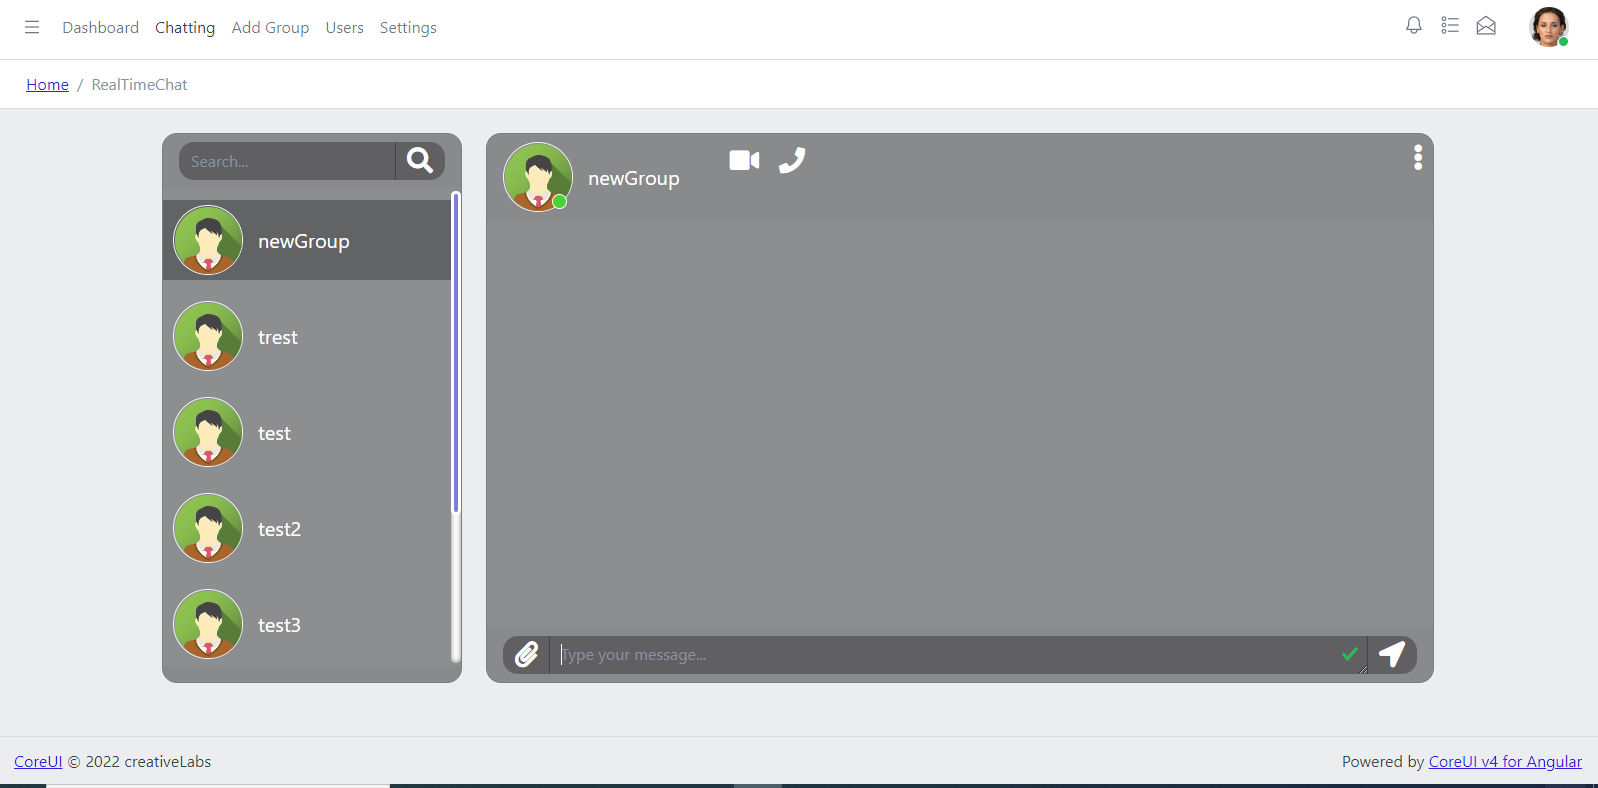 Dashboard Chatting Add Group Users Settings
Home / RealTimeChat
Search...
newGroup
trest
test
test2
test3
newGroup
Type your message...
CoreUI © 2022 creativeLabs
Powered by CoreUI v4 for Angular